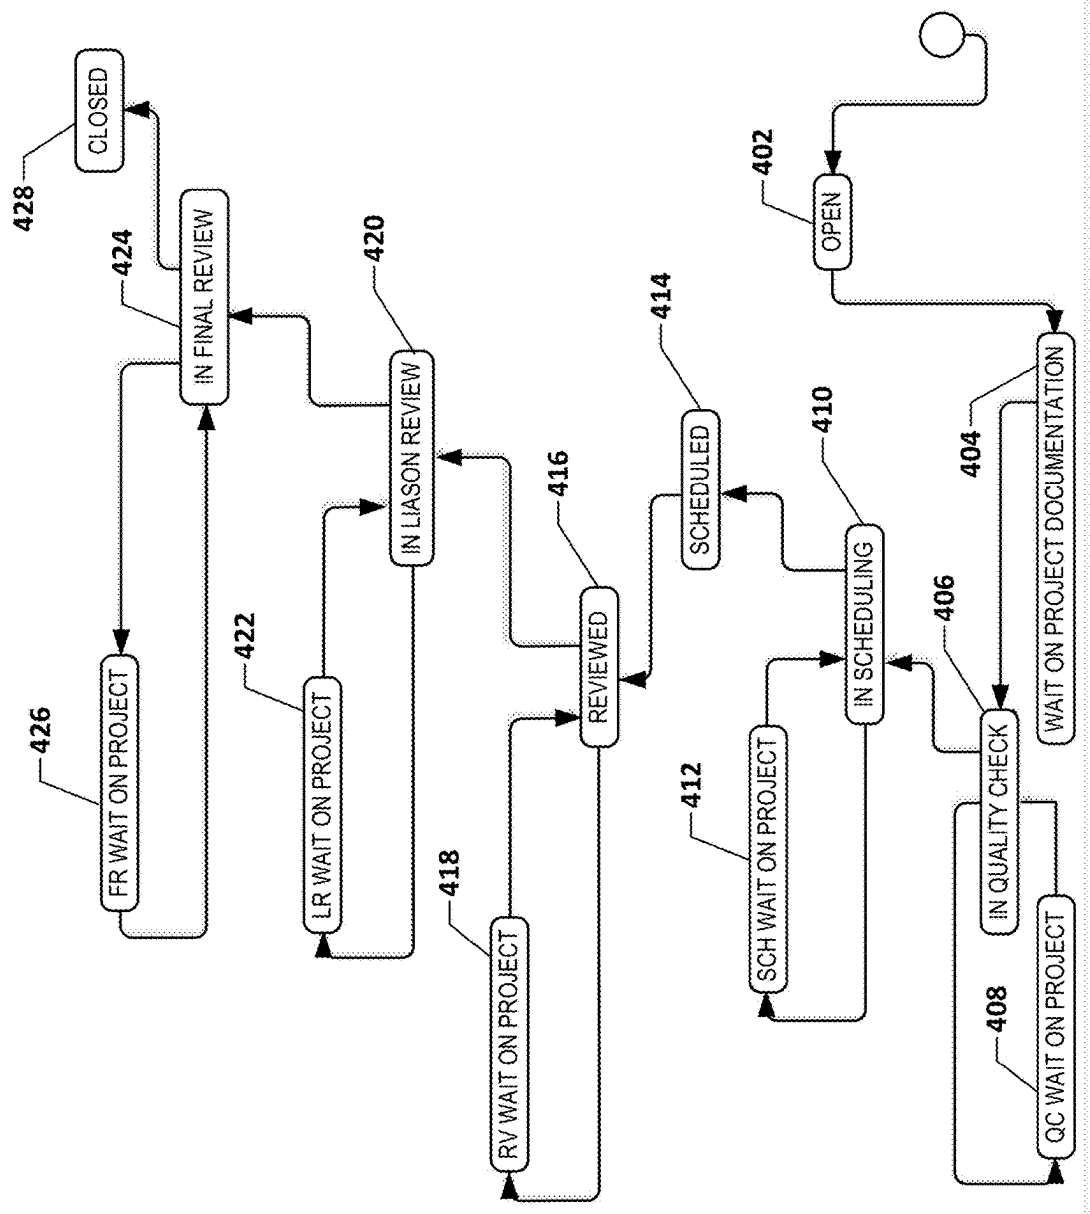 402
OPEN
404
WAIT ON PROJECT DOCUMENTATION
406
IN QUALITY CHECK
408
QC WAIT ON PROJECT
410
IN SCHEDULING
412
SCH WAIT ON PROJECT
414
SCHEDULED
416
REVIEWED
418
RV WAIT ON PROJECT
420
IN LIASON REVIEW
422
LR WAIT ON PROJECT
424
IN FINAL REVIEW
426
FR WAIT ON PROJECT
428
CLOSED